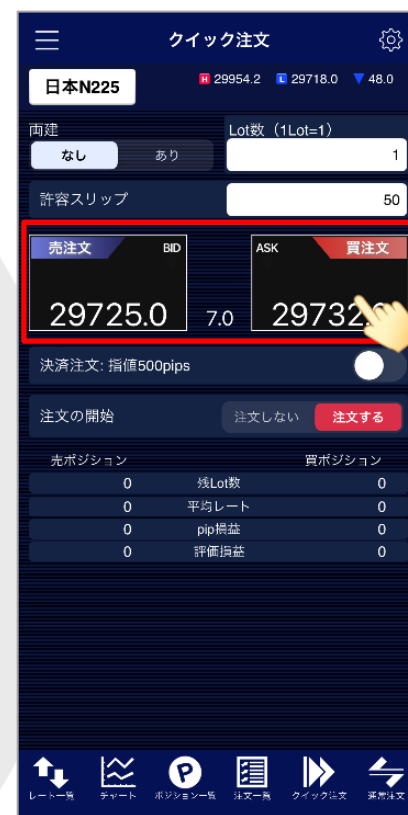 クイック注文
日本N225
H 29954.2 L 29718.0 ▼ 48.0
両建 Lot数（1Lot=1）
なし あり 1
許容スリップ 50
売注文 BID ASK 買注文
29725.0 7.0 29732
決済注文: 指値500pips
注文の開始 注文しない 注文する
売ポジション 買ポジション
0 残Lot数 0
0 平均レート 0
0 pip損益 0
0 評価損益 0
レート一覧 チャート P ポジション一覧 注文一覧 クイック注文 通常注文